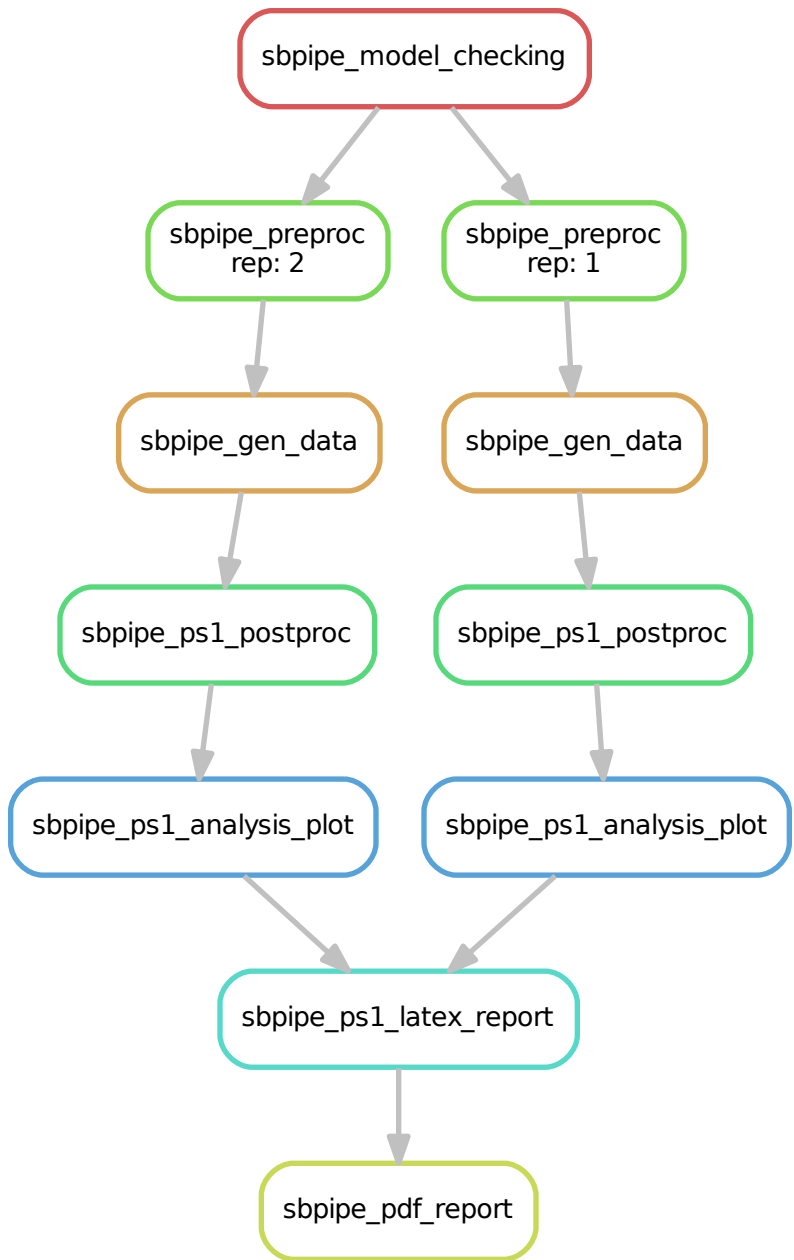 sbpipe_model_checking
sbpipe_preproc
rep: 2
sbpipe_preproc
rep: 1
sbpipe_gen_data
sbpipe_gen_data
sbpipe_ps1_postproc
sbpipe_ps1_postproc
sbpipe_ps1_analysis_plot
sbpipe_ps1_analysis_plot
sbpipe_ps1_latex_report
sbpipe_pdf_report